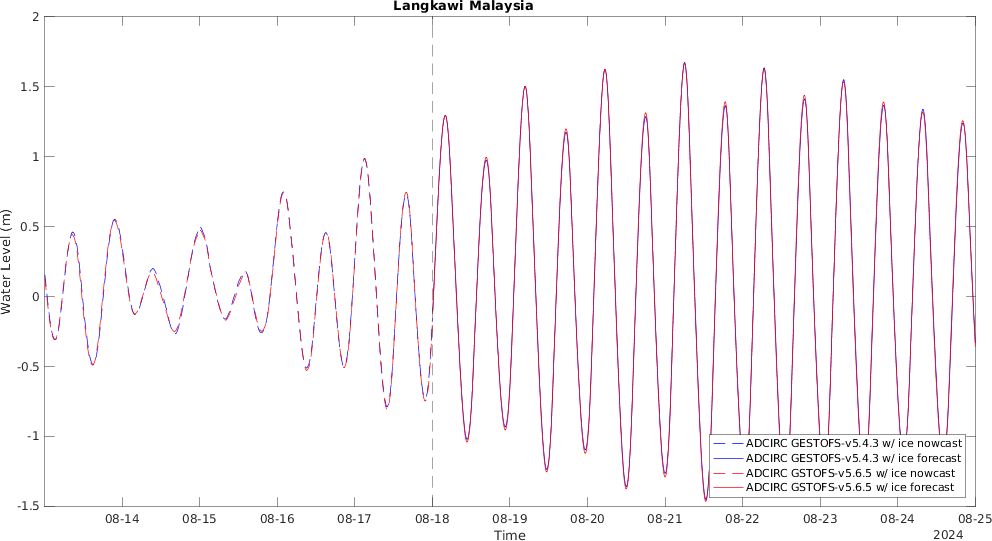 Langkawi Malaysia
Water Level (m)
2
1.5
1
0.5
0
-0.5
-1
-1.5
08-14 08-15 08-16 08-17 08-18 08-19 08-20 08-21 08-22 08-23 08-24 08-25
Time
2024
ADCIRC GESTOFS-v5.4.3 w/ ice nowcast
ADCIRC GESTOFS-v5.4.3 w/ ice forecast
ADCIRC GSTOFS-v5.6.5 w/ ice nowcast
ADCIRC GSTOFS-v5.6.5 w/ ice forecast